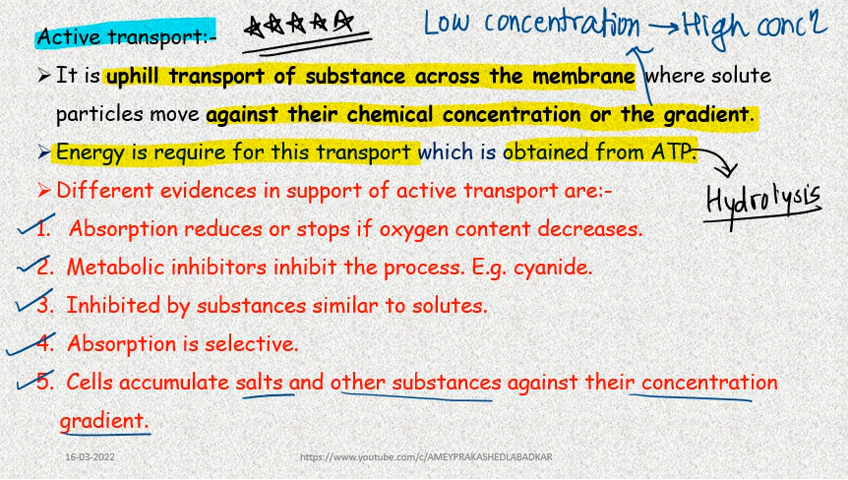 Active transport:-
Low concentration → High conc^n
➤ It is uphill transport of substance across the membrane where solute
particles move against their chemical concentration or the gradient.
➤ Energy is require for this transport which is obtained from ATP.
Hydrolysis
➤ Different evidences in support of active transport are:-
1. Absorption reduces or stops if oxygen content decreases.
2. Metabolic inhibitors inhibit the process. E.g. cyanide.
3. Inhibited by substances similar to solutes.
4. Absorption is selective.
5. Cells accumulate salts and other substances against their concentration
gradient.
16-03-2022
https://www.youtube.com/c/AMEYPRAKASHEDLABADKAR